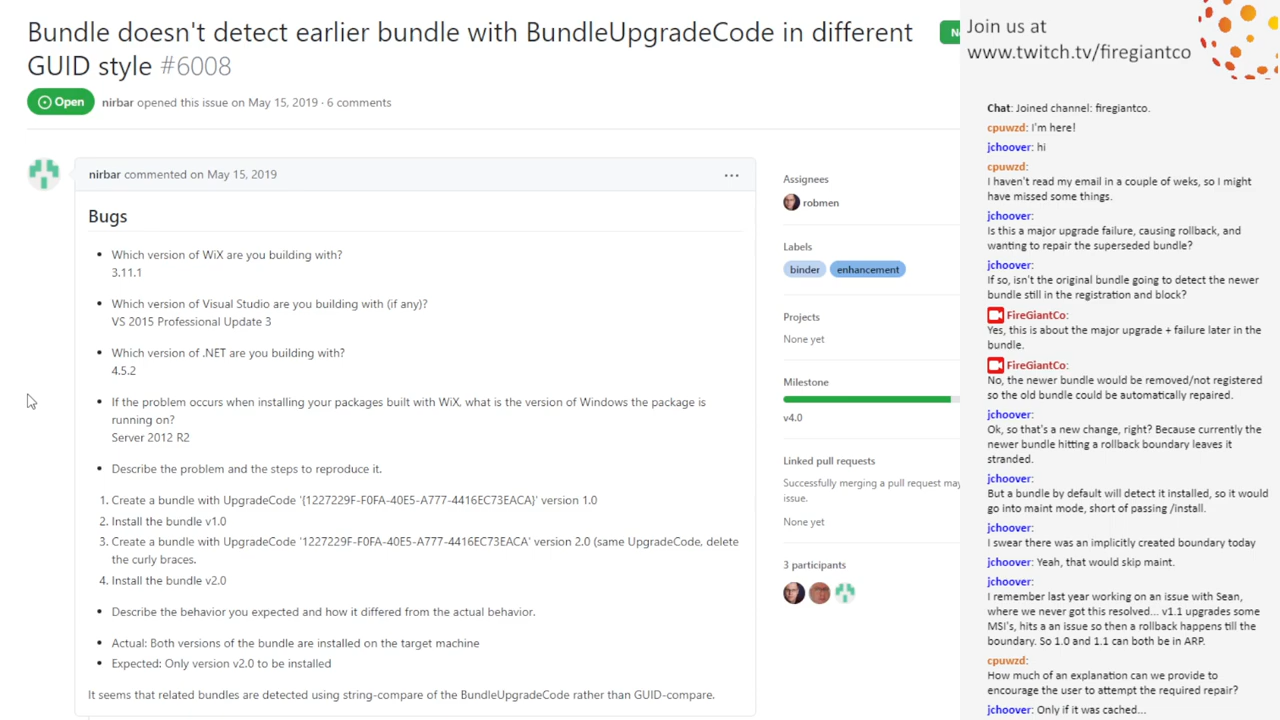 Bundle doesn't detect earlier bundle with BundleUpgradeCode in different
GUID style #6008
Open
nirbar opened this issue on May 15, 2019 · 6 comments
nirbar commented on May 15, 2019
Bugs
Which version of WiX are you building with?
3.11.1
Which version of Visual Studio are you building with (if any)?
VS 2015 Professional Update 3
Which version of .NET are you building with?
4.5.2
If the problem occurs when installing your packages built with WiX, what is the version of Windows the package is
running on?
Server 2012 R2
Describe the problem and the steps to reproduce it.
1. Create a bundle with UpgradeCode '{1227229F-F0FA-40E5-A777-4416EC73EACA}' version 1.0
2. Install the bundle v1.0
3. Create a bundle with UpgradeCode '1227229F-F0FA-40E5-A777-4416EC73EACA' version 2.0 (same UpgradeCode, delete
the curly braces.
4. Install the bundle v2.0
Describe the behavior you expected and how it differed from the actual behavior.
Actual: Both versions of the bundle are installed on the target machine
Expected: Only version v2.0 to be installed
It seems that related bundles are detected using string-compare of the BundleUpgradeCode rather than GUID-compare.
Assignees
robmen
Labels
binder enhancement
Projects
None yet
Milestone
v4.0
Linked pull requests
Successfully merging a pull request may
issue.
None yet
3 participants
Join us at
www.twitch.tv/firegiantco
Chat: Joined channel: firegiantco.
cpuwzd: I'm here!
jchoover: hi
cpuwzd:
I haven't read my email in a couple of weks, so I might
have missed some things.
jchoover:
Is this a major upgrade failure, causing rollback, and
wanting to repair the superseded bundle?
jchoover:
If so, isn't the original bundle going to detect the newer
bundle still in the registration and block?
FireGiantCo:
Yes, this is about the major upgrade + failure later in the
bundle.
FireGiantCo:
No, the newer bundle would be removed/not registered
so the old bundle could be automatically repaired.
jchoover:
Ok, so that's a new change, right? Because currently the
newer bundle hitting a rollback boundary leaves it
stranded.
jchoover:
But a bundle by default will detect it installed, so it would
go into maint mode, short of passing /install.
jchoover:
I swear there was an implicitly created boundary today
jchoover: Yeah, that would skip maint.
jchoover:
I remember last year working on an issue with Sean,
where we never got this resolved... v1.1 upgrades some
MSI's, hits a an issue so then a rollback happens till the
boundary. So 1.0 and 1.1 can both be in ARP.
cpuwzd:
How much of an explanation can we provide to
encourage the user to attempt the required repair?
jchoover: Only if it was cached...